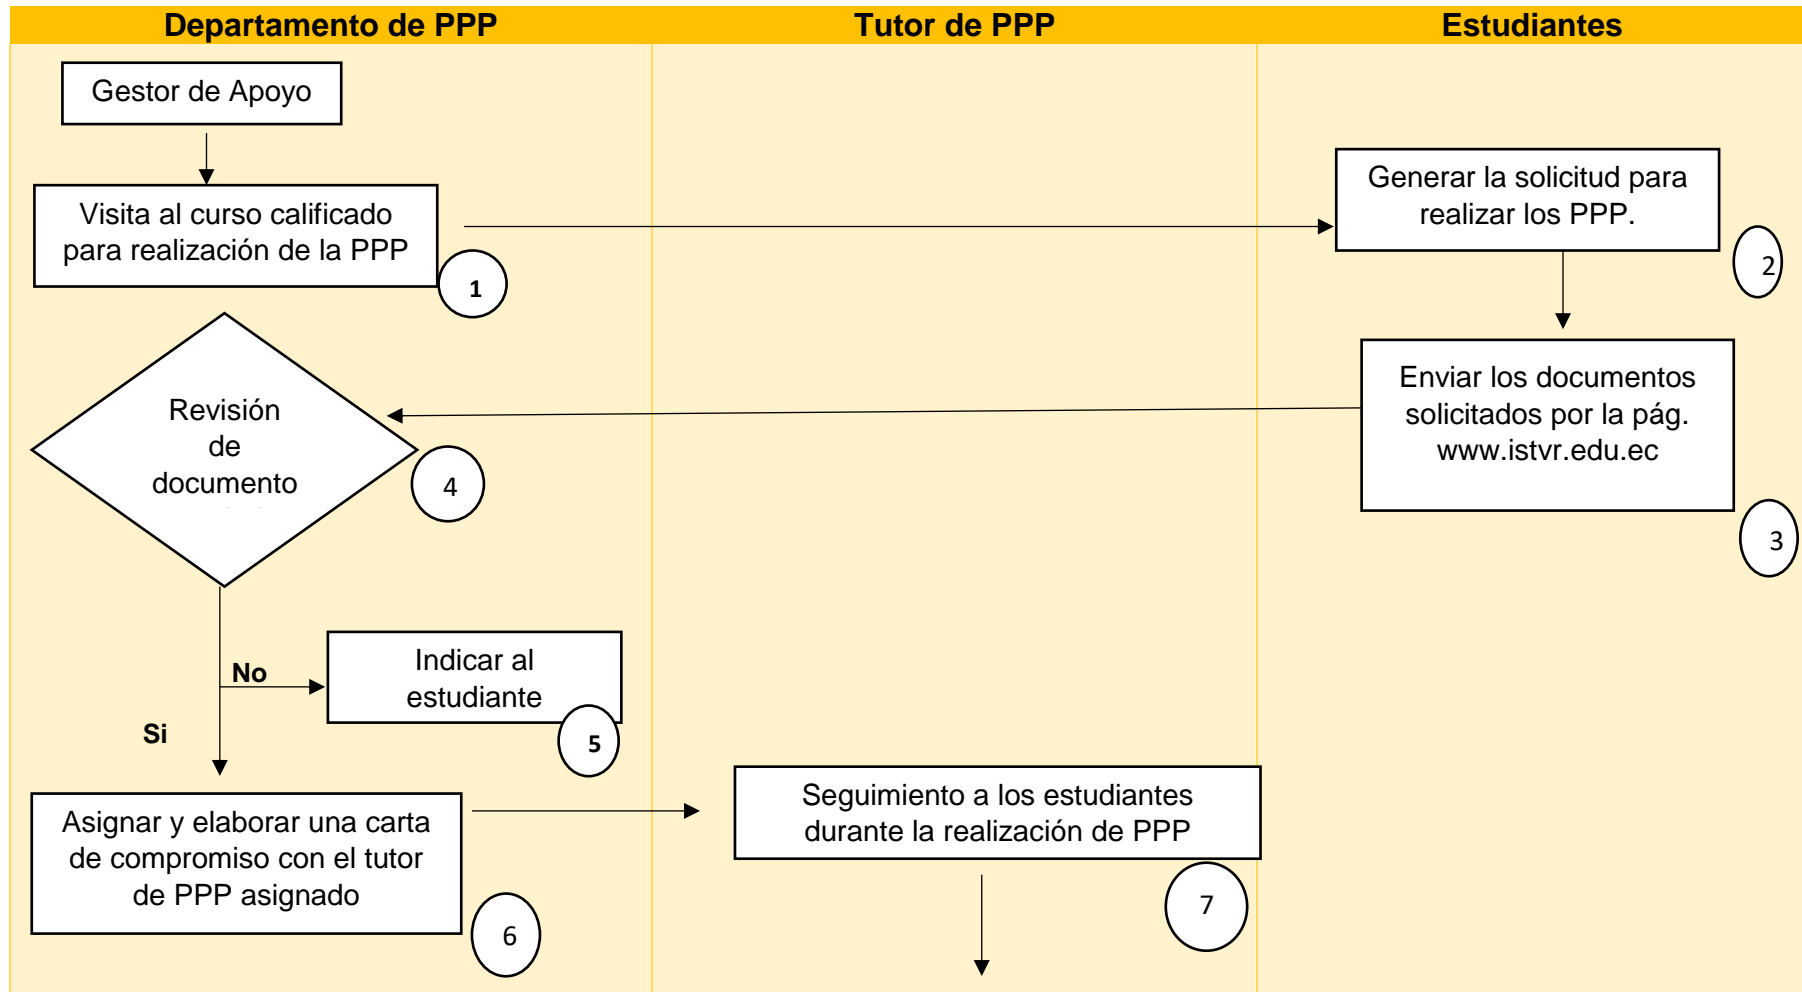 Departamento de PPP
Tutor de PPP
Estudiantes
Gestor de Apoyo
Visita al curso calificado
para realización de la PPP
1
Generar la solicitud para
realizar los PPP.
2
Enviar los documentos
solicitados por la pág.
www.istvr.edu.ec
3
Revisión
de
documento
4
No
Indicar al
estudiante
5
Si
Asignar y elaborar una carta
de compromiso con el tutor
de PPP asignado
6
Seguimiento a los estudiantes
durante la realización de PPP
7